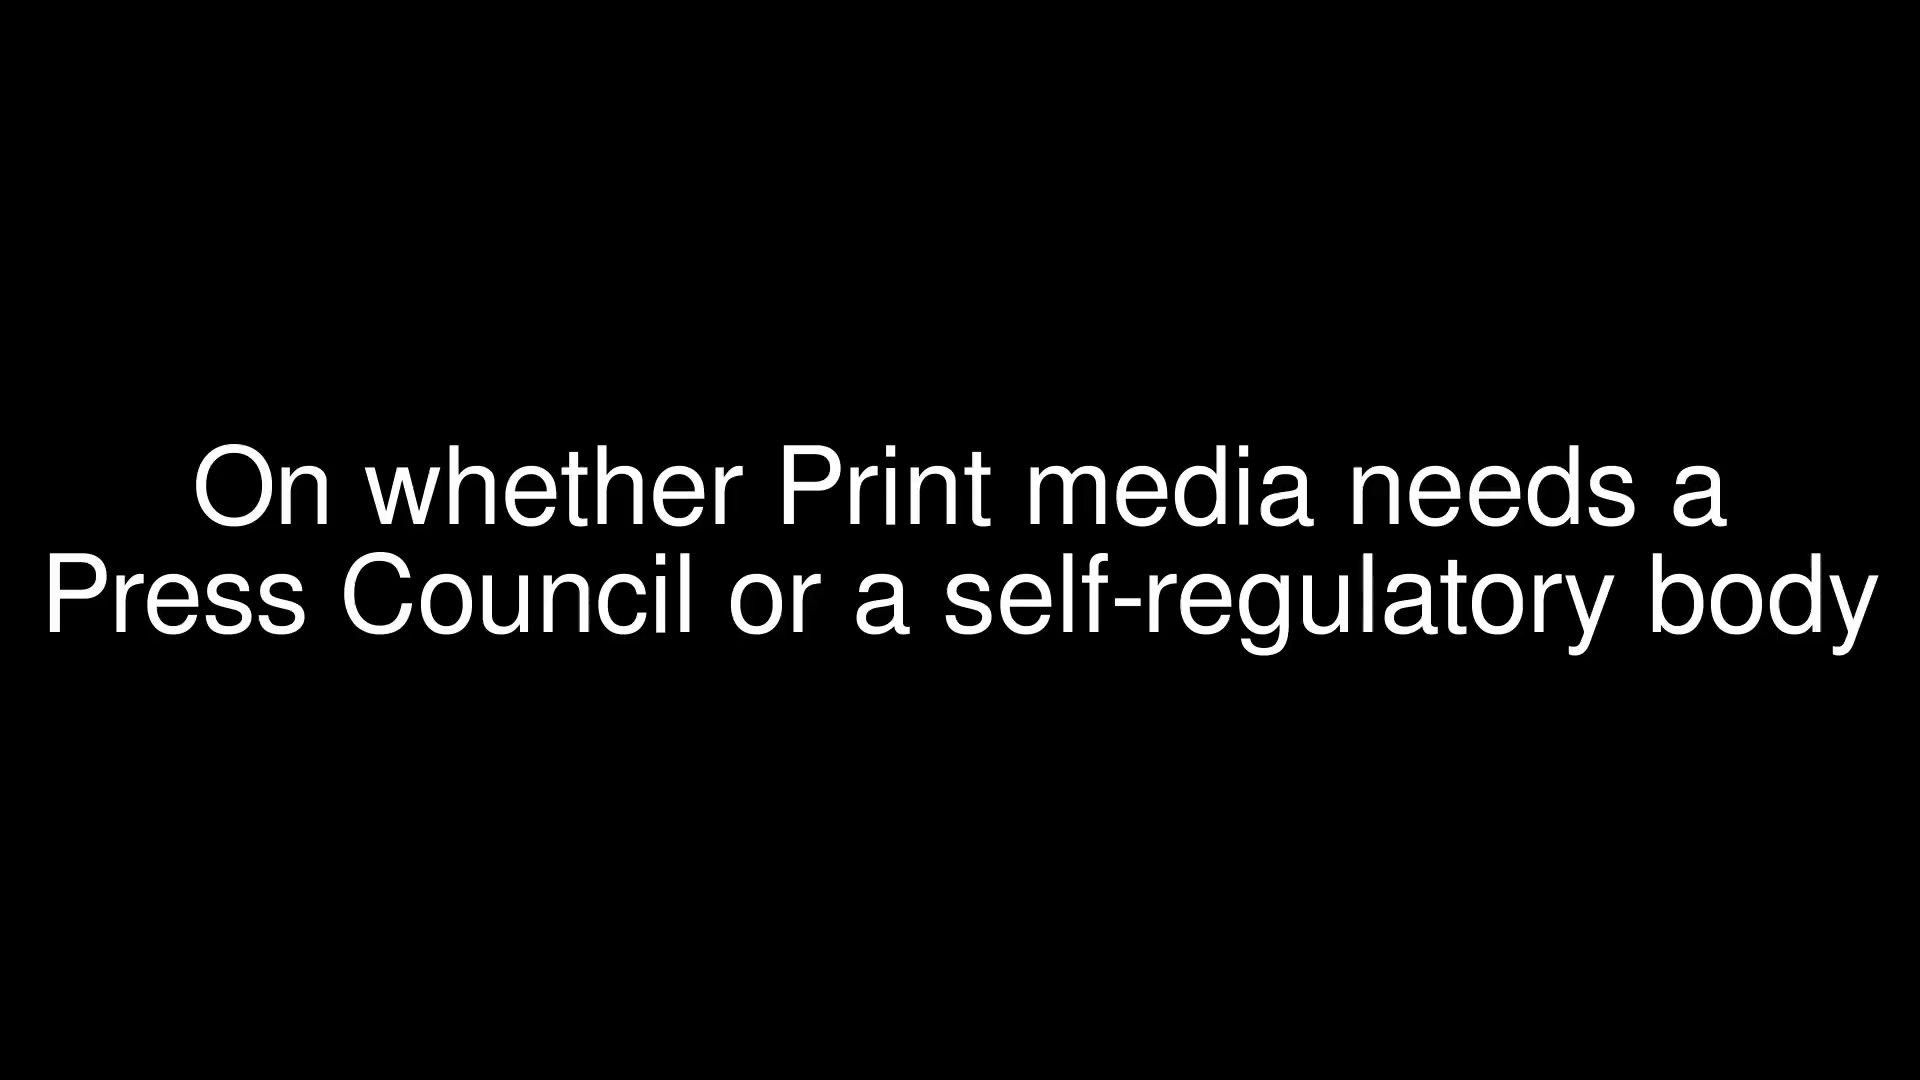 On whether Print media needs a
Press Council or a self-regulatory body